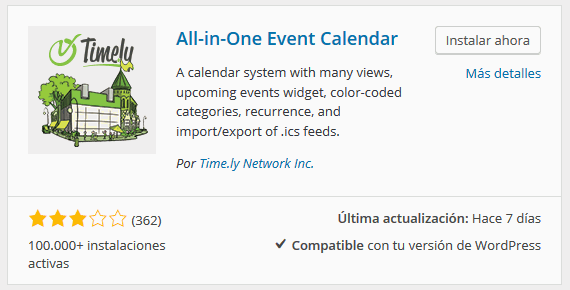 Timely
All-in-One Event Calendar
Instalar ahora
Más detalles
A calendar system with many views,
upcoming events widget, color-coded
categories, recurrence, and
import/export of .ics feeds.
Por Time.ly Network Inc.
(362)
100.000+ instalaciones
activas
Última actualización: Hace 7 días
✔ Compatible con tu versión de WordPress